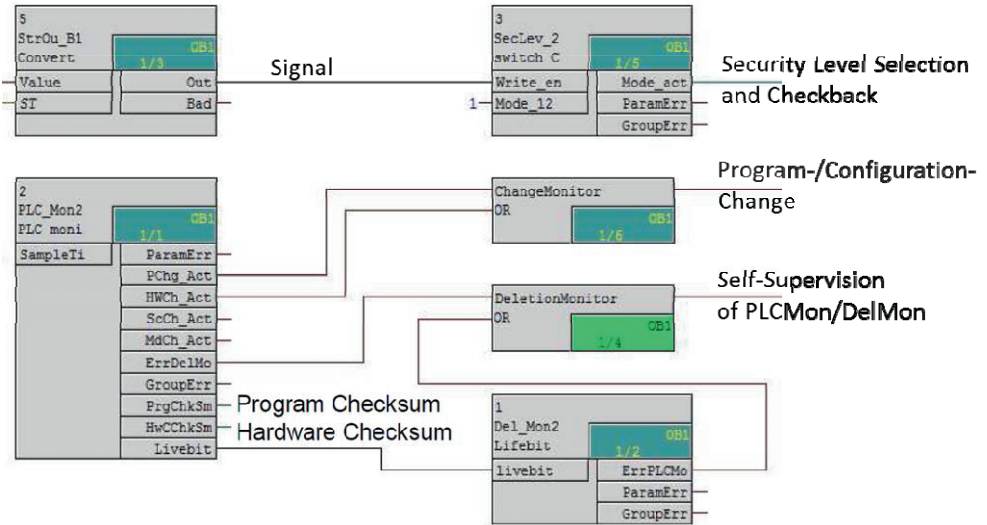 5
StrOu_B1
Convert
OB1
1/3
Value
Out
ST
Bad
Signal
3
SecLev_2
switch C
OB1
1/5
Write_en
Mode_act
1
Mode_12
ParamErr
GroupErr
Security Level Selection
and Checkback
2
PLC_Mon2
PLC moni
OB1
1/1
SampleTi
ParamErr
PChg_Act
HWCh_Act
ScCh_Act
MdCh_Act
ErrDelMo
GroupErr
PrgChkSm
HwCChkSm
Livebit
Program Checksum
Hardware Checksum
ChangeMonitor
OR
OB1
1/6
Program-/Configuration-
Change
DeletionMonitor
OR
OB1
1/4
Self-Supervision
of PLCMon/DelMon
1
Del_Mon2
Lifebit
OB1
1/2
livebit
ErrPLCMo
ParamErr
GroupErr